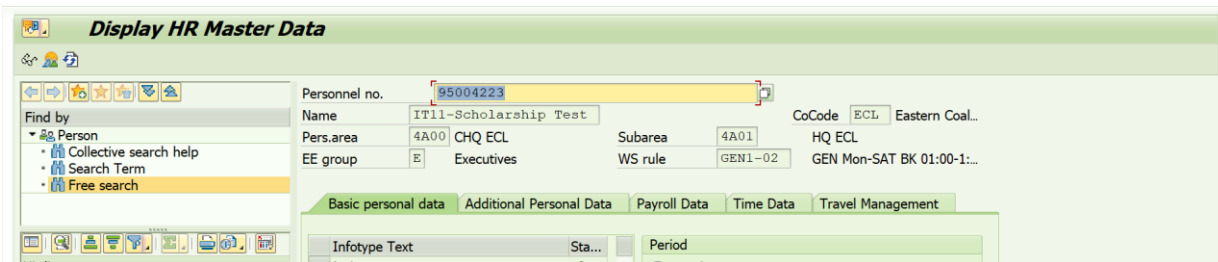 Display HR Master Data
Find by
Person
Collective search help
Search Term
Free search
Personnel no. 95004223
Name IT11-Scholarship Test CoCode ECL Eastern Coal...
Pers.area 4A00 CHQ ECL Subarea 4A01 HQ ECL
EE group E Executives WS rule GEN1-02 GEN Mon-SAT BK 01:00-1:...
Basic personal data Additional Personal Data Payroll Data Time Data Travel Management
Infotype Text Sta... Period